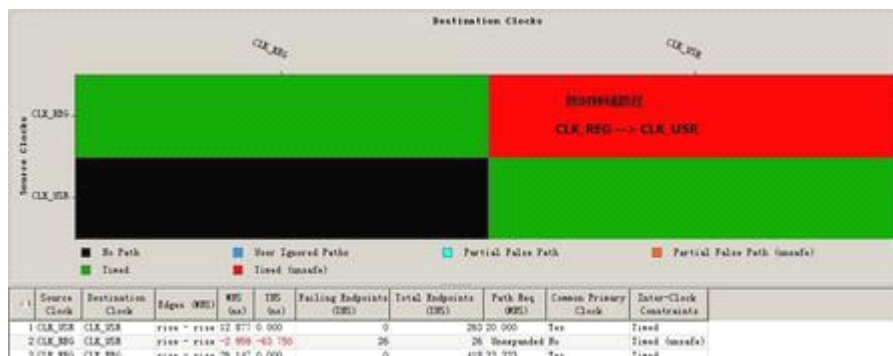 Destination Clocks
CLK_REG
CLK_USR
Source Clocks
CLK_REG
CLK_USR
CLK_REG --> CLK_USR
No Path
User Ignored Paths
Partial False Path
Partial False Path (unsafe)
Timed
Timed (unsafe)
Source Clock
Destination Clock
Edges (WNS)
WNS (ns)
TNS (ns)
Failing Endpoints (TNS)
Total Endpoints (TNS)
Path Req (WNS)
Common Primary Clock
Inter-Clock Constraints
1 CLK_USR CLK_USR rise - rise 12.877 0.000 0 263 20.000 Yes Timed
2 CLK_REG CLK_USR rise - rise 26 26 Unexpanded No Timed (unsafe)